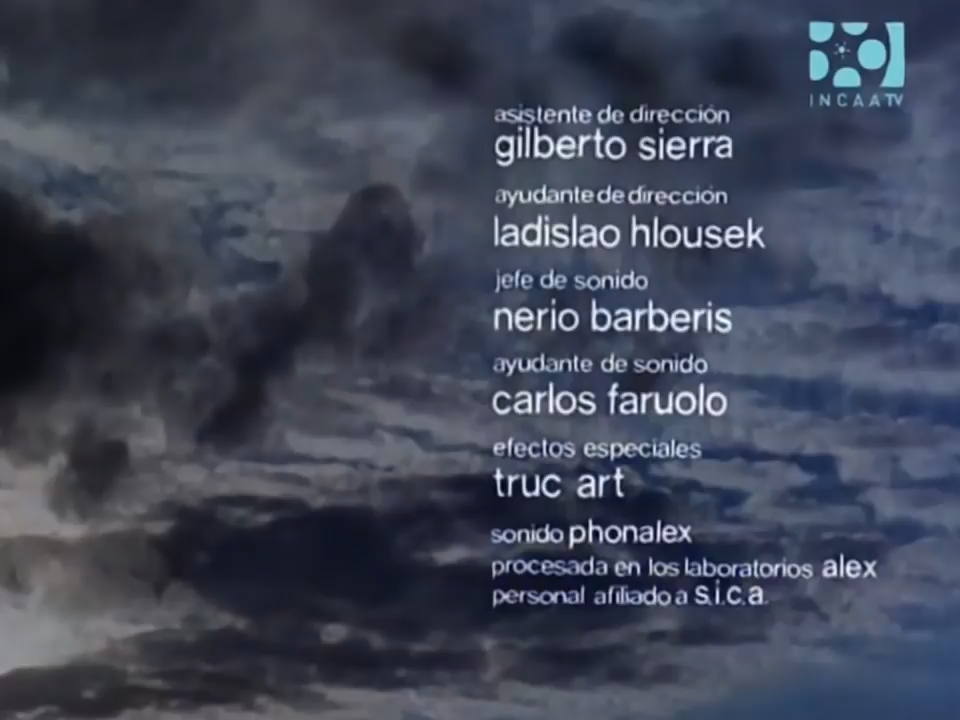 INCAA TV
asistente de dirección
gilberto sierra
ayudante de dirección
ladislao hlousek
jefe de sonido
nerio barberis
ayudante de sonido
carlos faruolo
efectos especiales
truc art
sonido phonalex
procesada en los laboratorios alex
personal afiliado a s.i.c.a.